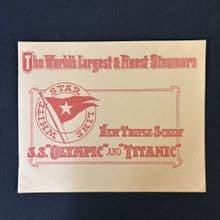 The World's Largest & Finest Steamers
WHITE STAR LINE
New Triple Screw
S.S. "OLYMPIC" AND "TITANIC"